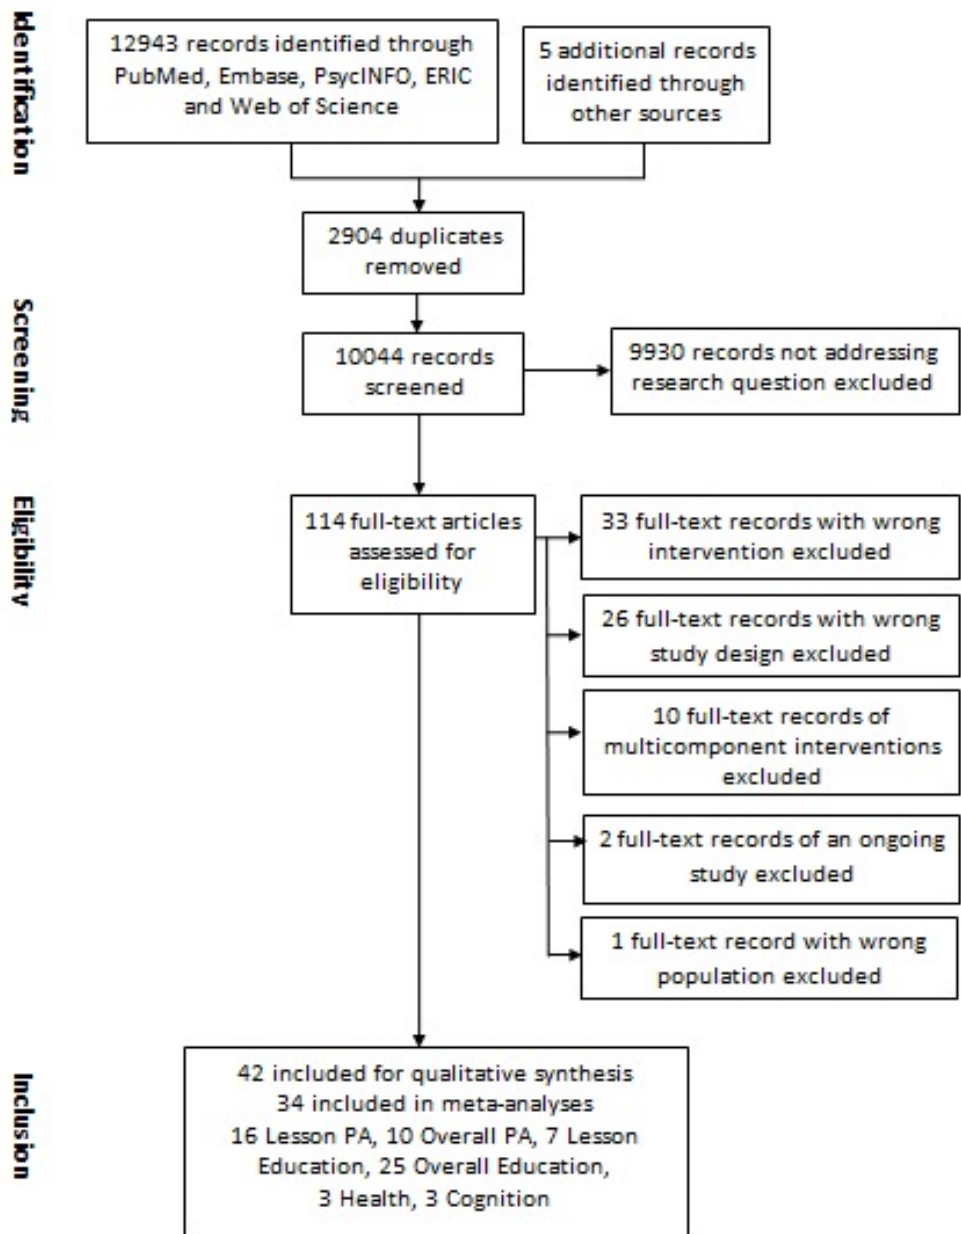 Identification
12943 records identified through
PubMed, Embase, PsycINFO, ERIC
and Web of Science
5 additional records
identified through
other sources
2904 duplicates
removed
Screening
10044 records
screened
9930 records not addressing
research question excluded
Eligibility
114 full-text articles
assessed for
eligibility
33 full-text records with wrong
intervention excluded
26 full-text records with wrong
study design excluded
10 full-text records of
multicomponent interventions
excluded
2 full-text records of an ongoing
study excluded
1 full-text record with wrong
population excluded
Inclusion
42 included for qualitative synthesis
34 included in meta-analyses
16 Lesson PA, 10 Overall PA, 7 Lesson
Education, 25 Overall Education,
3 Health, 3 Cognition